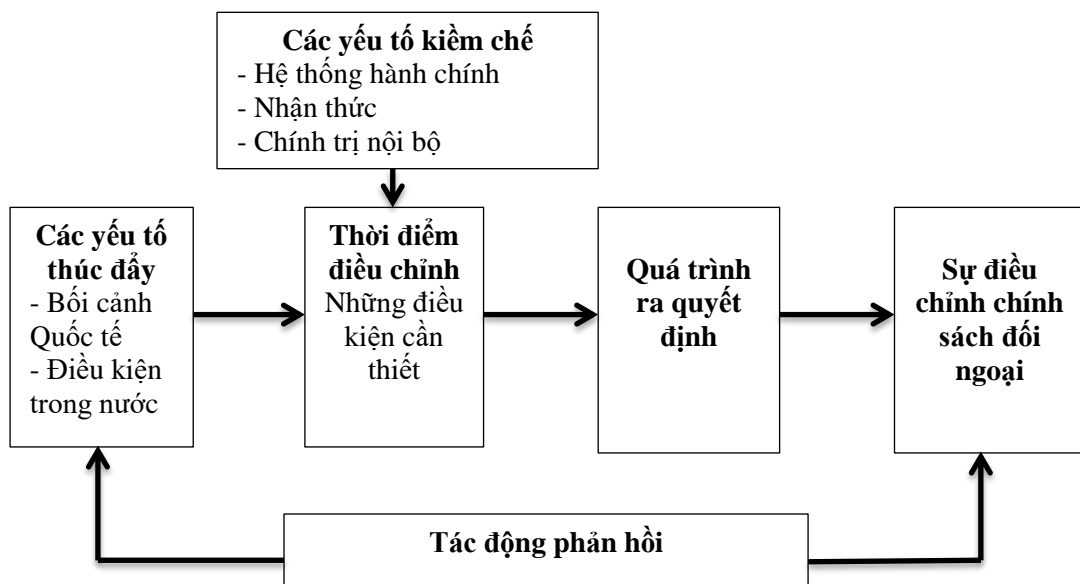 Các yếu tố kiềm chế
- Hệ thống hành chính
- Nhận thức
- Chính trị nội bộ
Các yếu tố
thúc đẩy
- Bối cảnh
Quốc tế
- Điều kiện
trong nước
Thời điểm
điều chỉnh
Những điều
kiện cần
thiết
Quá trình
ra quyết
định
Sự điều
chỉnh chính
sách đối
ngoại
Tác động phản hồi